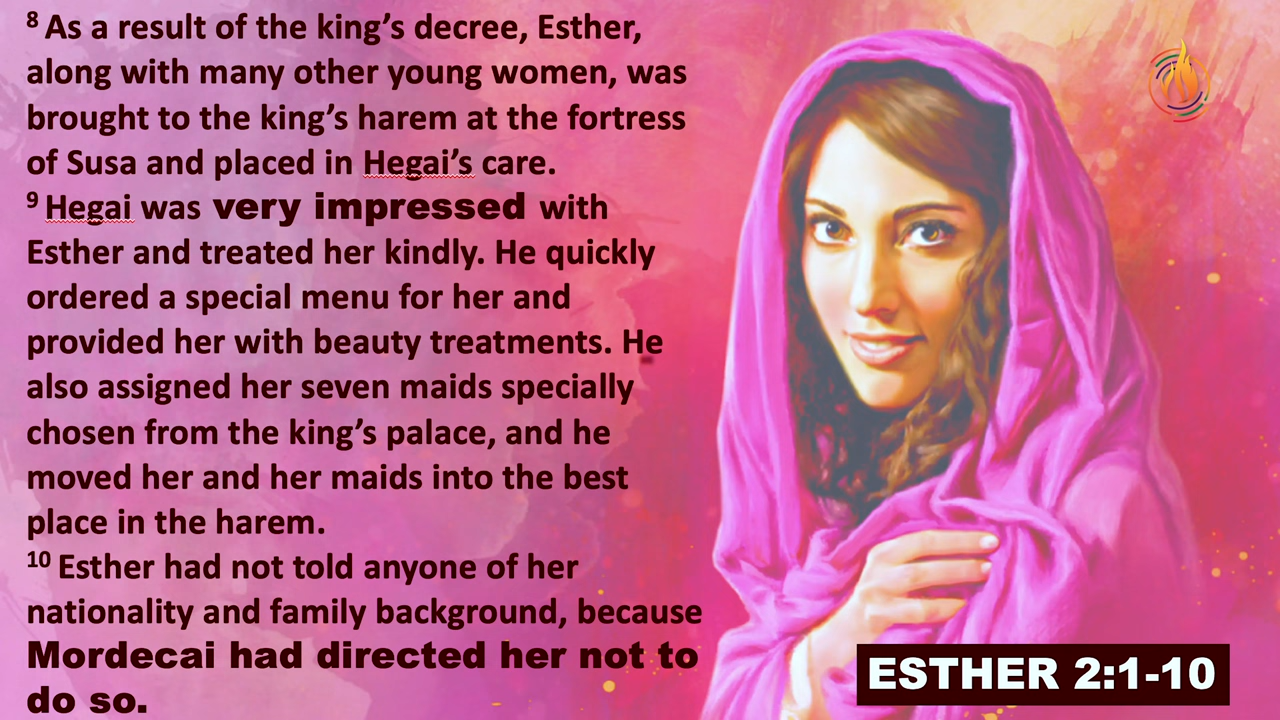 8 As a result of the king’s decree, Esther,
along with many other young women, was
brought to the king’s harem at the fortress
of Susa and placed in Hegai’s care.
9 Hegai was very impressed with
Esther and treated her kindly. He quickly
ordered a special menu for her and
provided her with beauty treatments. He
also assigned her seven maids specially
chosen from the king’s palace, and he
moved her and her maids into the best
place in the harem.
10 Esther had not told anyone of her
nationality and family background, because
Mordecai had directed her not to
do so.
ESTHER 2:1-10